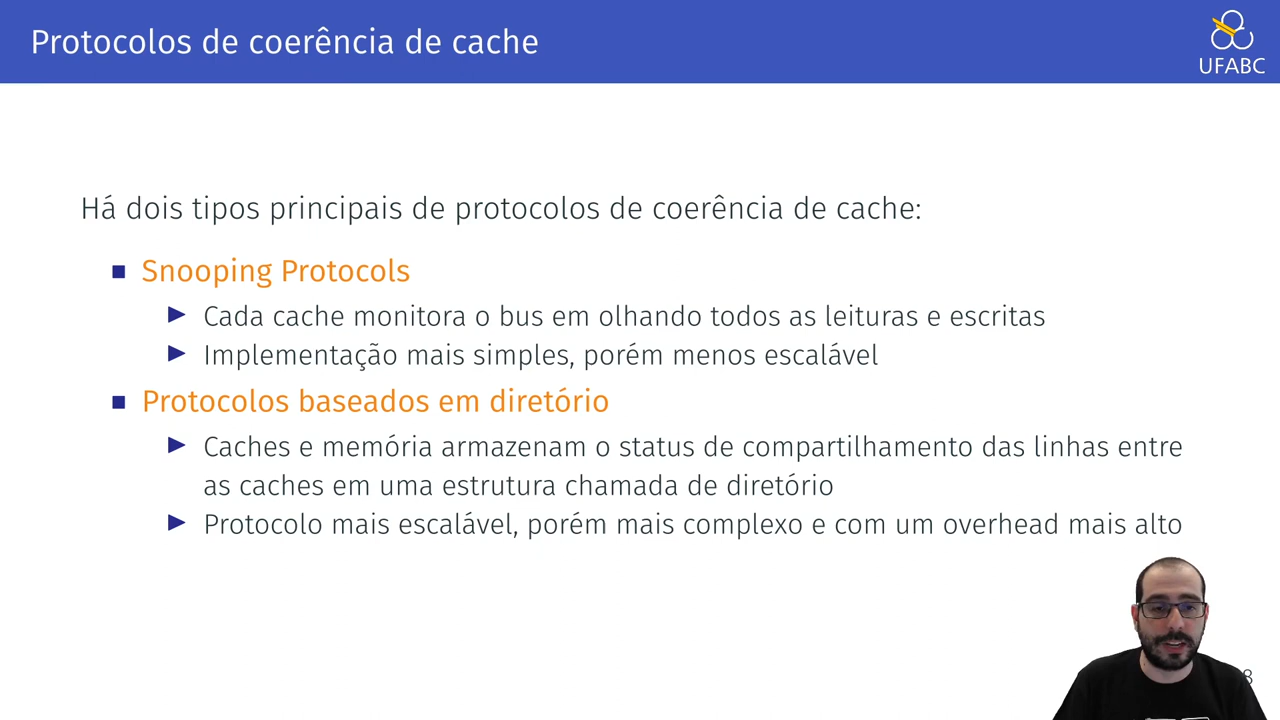 Protocolos de coerência de cache
UFABC
Há dois tipos principais de protocolos de coerência de cache:
Snooping Protocols
Cada cache monitora o bus em olhando todos as leituras e escritas
Implementação mais simples, porém menos escalável
Protocolos baseados em diretório
Caches e memória armazenam o status de compartilhamento das linhas entre
as caches em uma estrutura chamada de diretório
Protocolo mais escalável, porém mais complexo e com um overhead mais alto